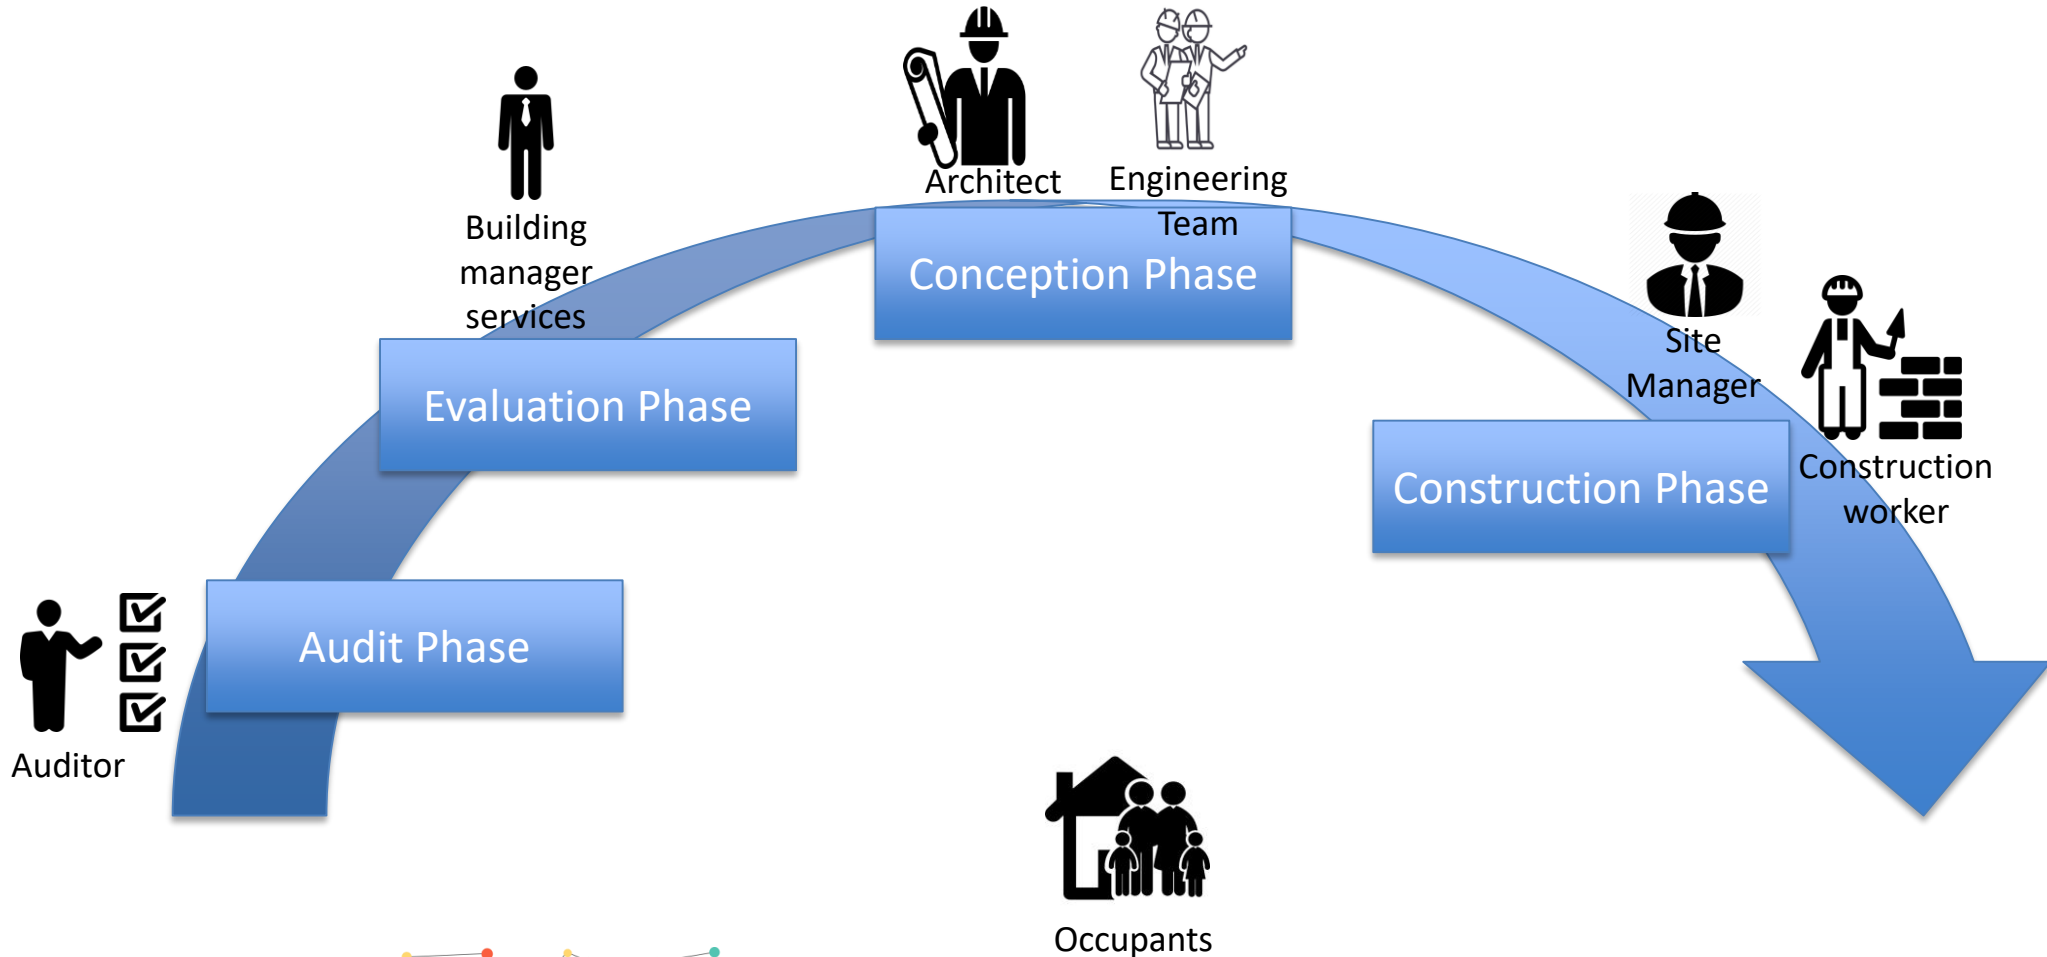 Architect
Engineering
Team
Building
manager
services
Conception Phase
Site
Manager
Evaluation Phase
Construction
worker
Construction Phase
Audit Phase
Auditor
Occupants